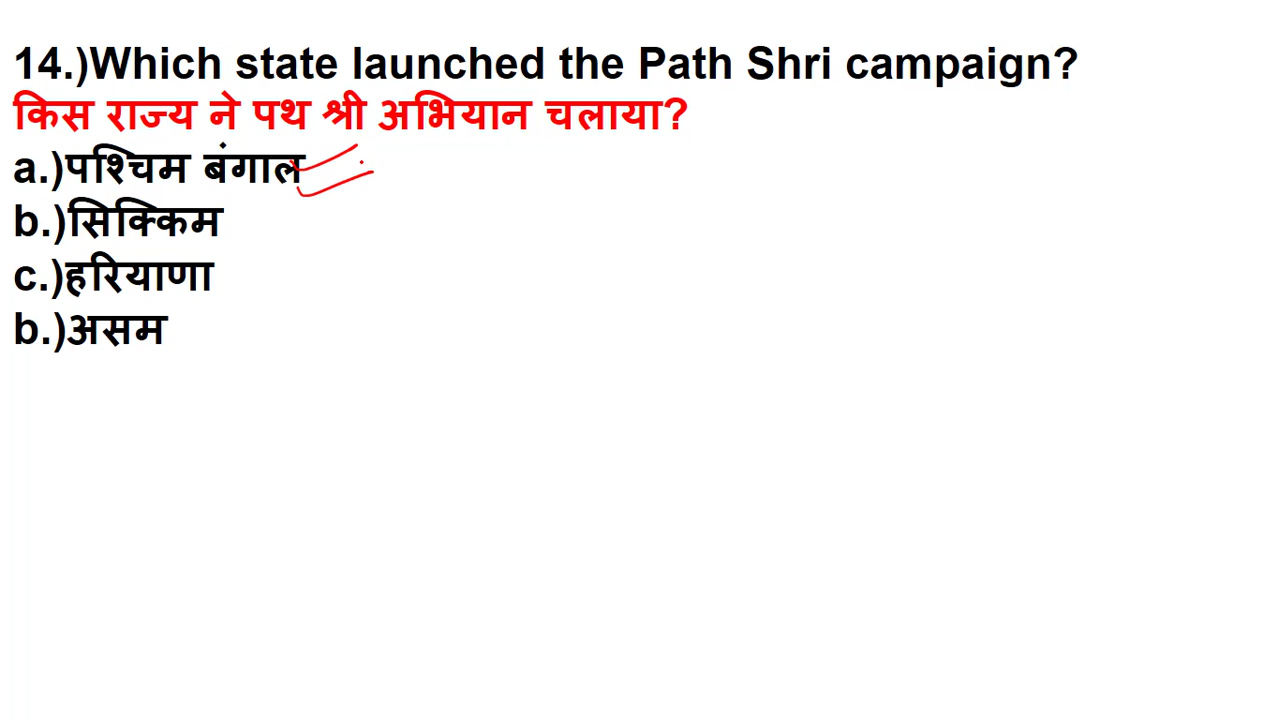 14.)Which state launched the Path Shri campaign?
किस राज्य ने पथ श्री अभियान चलाया?
a.)पश्चिम बंगाल
b.)सिक्किम
c.)हरियाणा
b.)असम